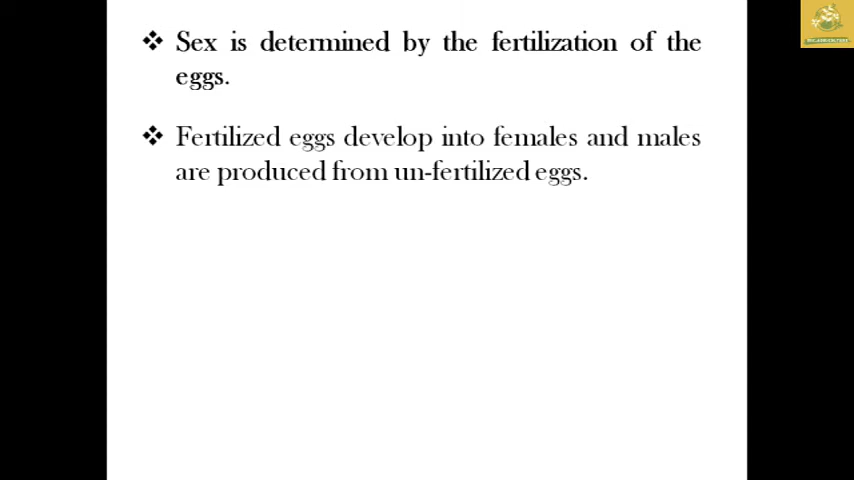 ❖ Sex is determined by the fertilization of the
eggs.
❖ Fertilized eggs develop into females and males
are produced from un-fertilized eggs.